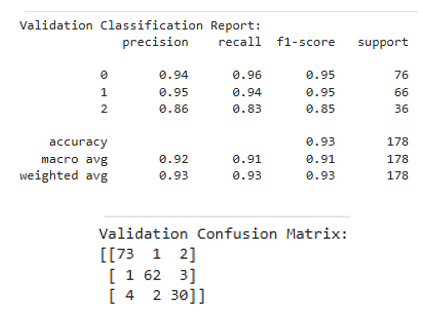 Validation Classification Report:
precision recall f1-score support
0 0.94 0.96 0.95 76
1 0.95 0.94 0.95 66
2 0.86 0.83 0.85 36
accuracy 0.93 178
macro avg 0.92 0.91 0.91 178
weighted avg 0.93 0.93 0.93 178
Validation Confusion Matrix:
[[73 1 2]
[ 1 62 3]
[ 4 2 30]]